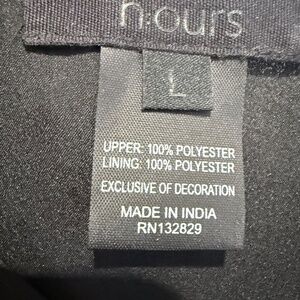 n:ours
L
UPPER: 100% POLYESTER
LINING: 100% POLYESTER
EXCLUSIVE OF DECORATION
MADE IN INDIA
RN132829